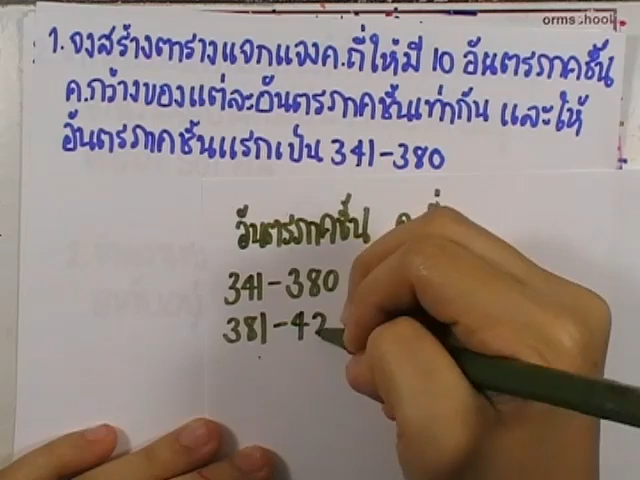 ormschool
1. จงสร้างตารางแจกแจงค.ถี่ให้มี 10 อันตรภาคชั้น
ค.กว้างของแต่ละอันตรภาคชั้นเท่ากัน และให้
อันตรภาคชั้นแรกเป็น 341-380
อันตรภาคชั้น
341-380
381-42